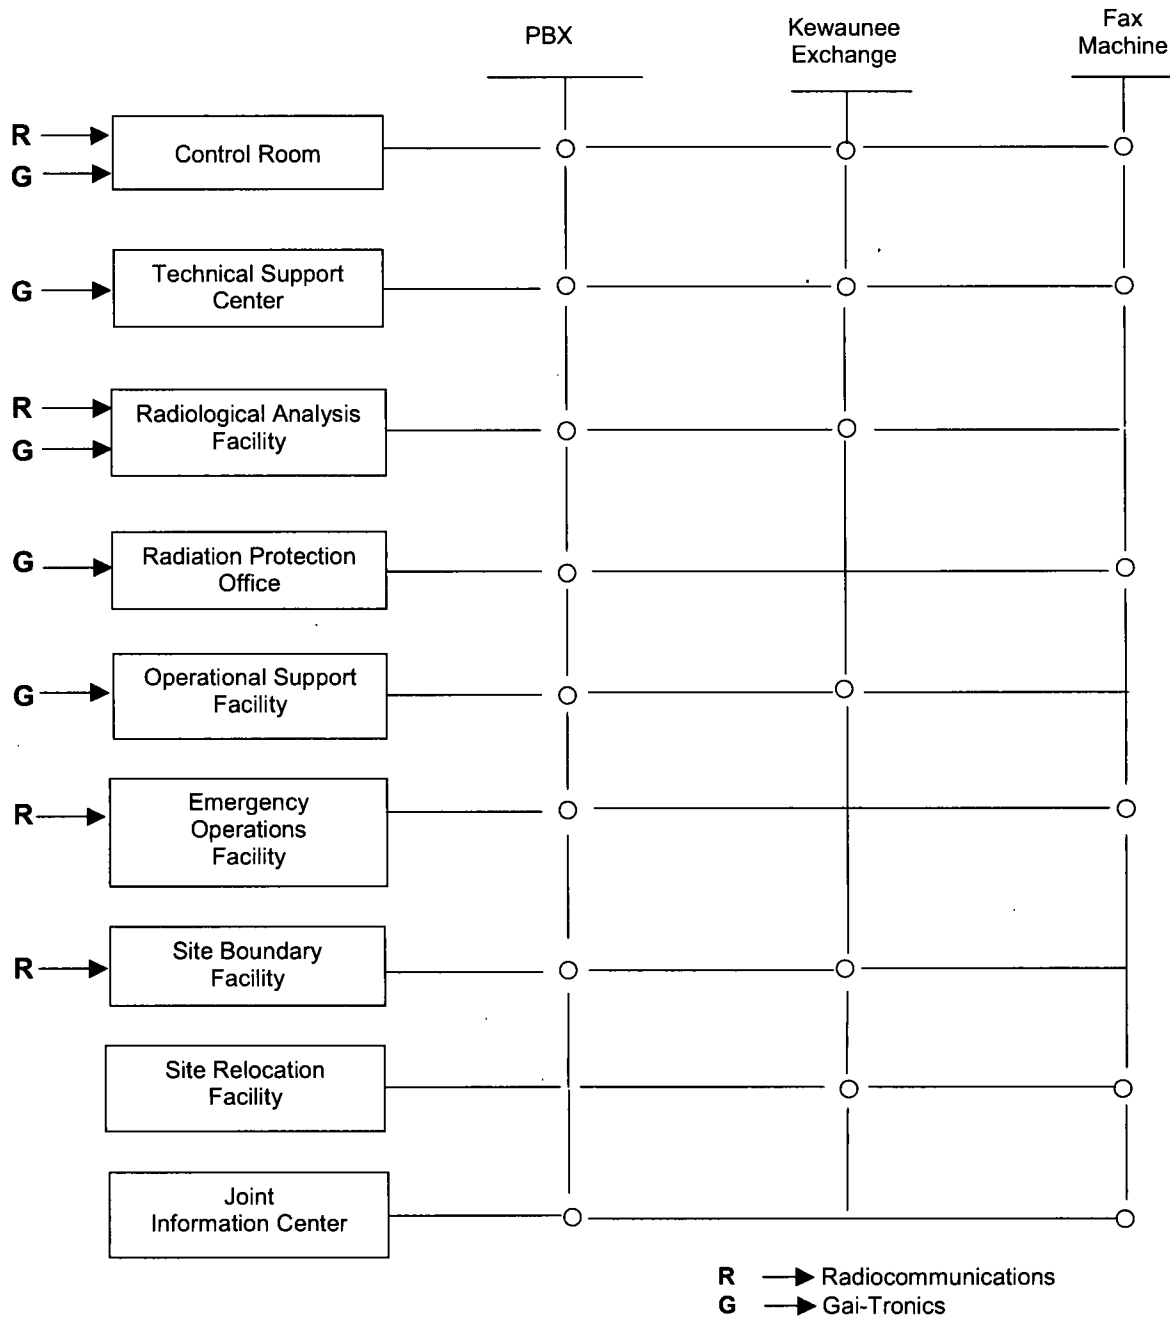 PBX
Kewaunee
Exchange
Fax
Machine
R
G
Control Room
G
Technical Support
Center
R
G
Radiological Analysis
Facility
G
Radiation Protection
Office
G
Operational Support
Facility
R
Emergency
Operations
Facility
R
Site Boundary
Facility
Site Relocation
Facility
Joint
Information Center
R Radiocommunications
G Gai-Tronics